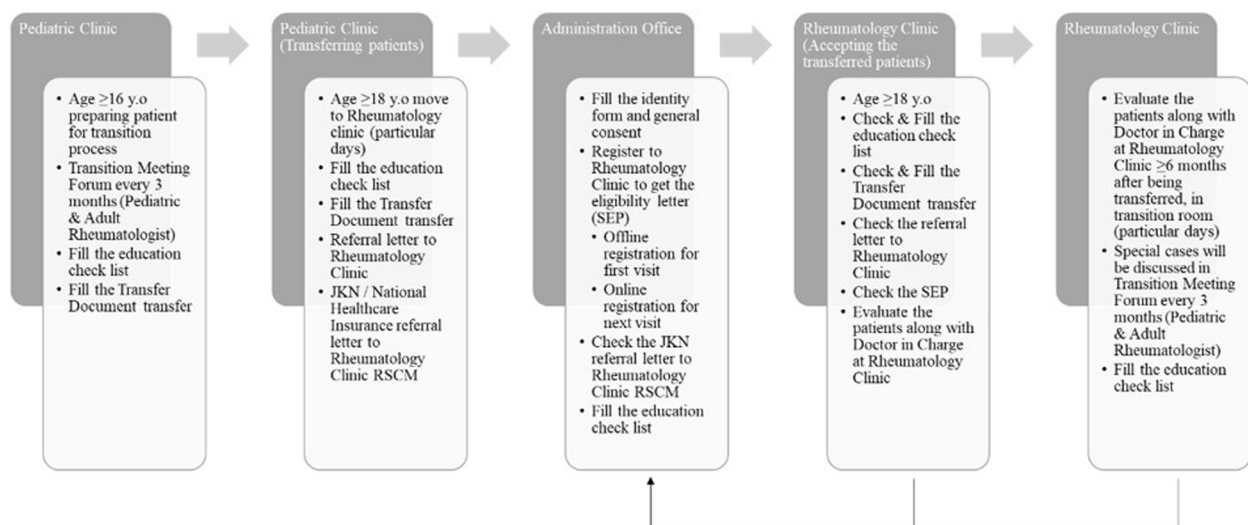 Pediatric Clinic
• Age ≥16 y.o
preparing patient
for transition
process
• Transition Meeting
Forum every 3
months (Pediatric
& Adult
Rheumatologist)
• Fill the education
check list
• Fill the Transfer
Document transfer
Pediatric Clinic
(Transferring patients)
• Age ≥18 y.o move
to Rheumatology
clinic (particular
days)
• Fill the education
check list
• Fill the Transfer
Document transfer
• Referral letter to
Rheumatology
Clinic
• JKN / National
Healthcare
Insurance referral
letter to
Rheumatology
Clinic RSCM
Administration Office
• Fill the identity
form and general
consent
• Register to
Rheumatology
Clinic to get the
eligibility letter
(SEP)
• Offline
registration for
first visit
• Online
registration for
next visit
• Check the JKN
referral letter to
Rheumatology
Clinic RSCM
• Fill the education
check list
Rheumatology Clinic
(Accepting the
transferred patients)
• Age ≥18 y.o
• Check & Fill the
education check
list
• Check & Fill the
Transfer
Document transfer
• Check the referral
letter to
Rheumatology
Clinic
• Check the SEP
• Evaluate the
patients along with
Doctor in Charge
at Rheumatology
Clinic
Rheumatology Clinic
• Evaluate the
patients along with
Doctor in Charge
at Rheumatology
Clinic ≥6 months
after being
transferred, in
transition room
(particular days)
• Special cases will
be discussed in
Transition Meeting
Forum every 3
months (Pediatric
& Adult
Rheumatologist)
• Fill the education
check list